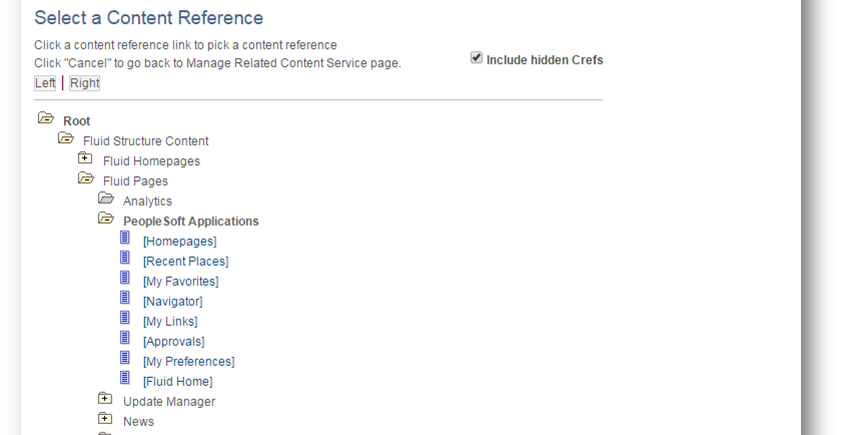 Select a Content Reference
Click a content reference link to pick a content reference
Click "Cancel" to go back to Manage Related Content Service page.
Include hidden Crefs
Left | Right
Root
Fluid Structure Content
Fluid Homepages
Fluid Pages
Analytics
PeopleSoft Applications
[Homepages]
[Recent Places]
[My Favorites]
[Navigator]
[My Links]
[Approvals]
[My Preferences]
[Fluid Home]
Update Manager
News